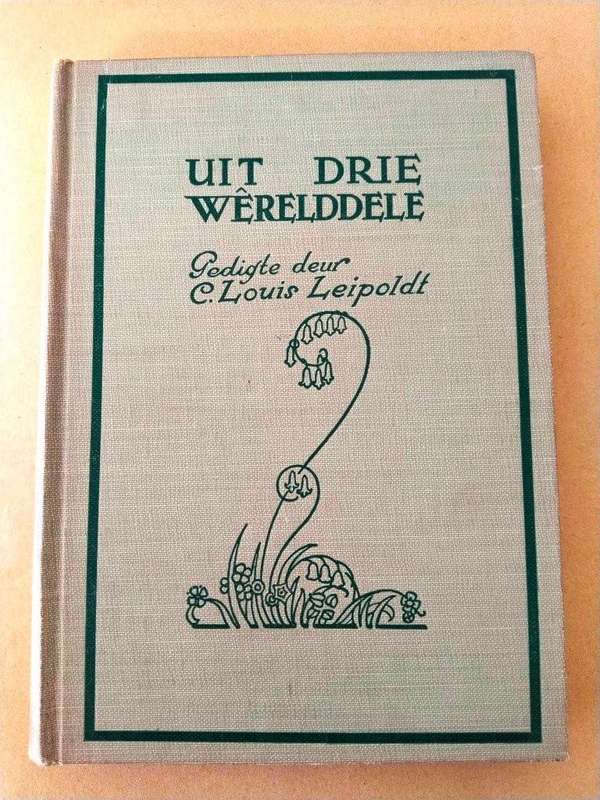 UIT DRIE
WÊRELDDELE
Gedigte deur
C. Louis Leipoldt